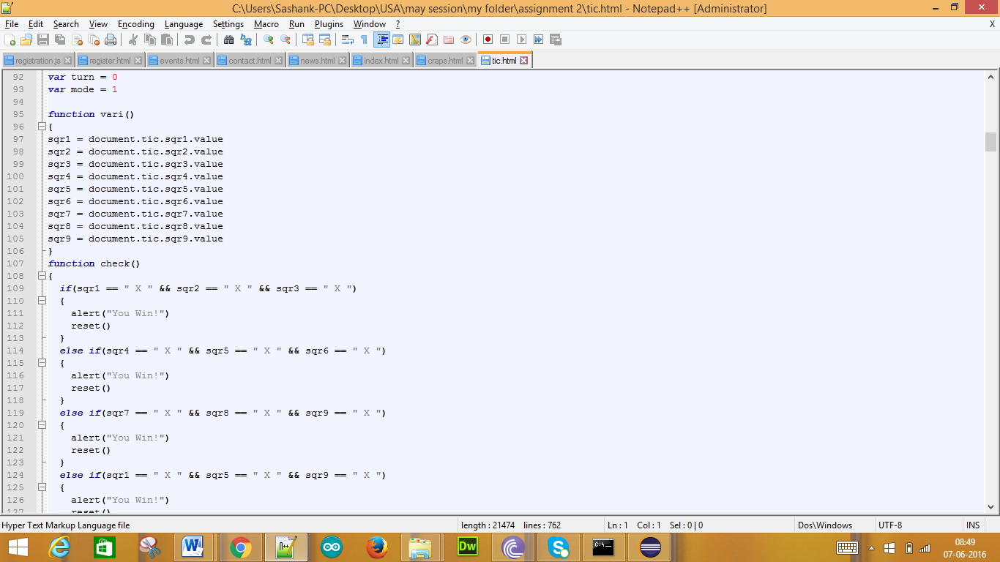 C:\Users\Sashank-PC\Desktop\USA\may session\my folder\assignment 2\tic.html - Notepad++ [Administrator]
File Edit Search View Encoding Language Settings Macro Run Plugins Window ? X
registration.js register.html events.html contact.html news.html index.html craps.html tic.html
92 var turn = 0
93 var mode = 1
94
95 function vari()
96 {
97 sqr1 = document.tic.sqr1.value
98 sqr2 = document.tic.sqr2.value
99 sqr3 = document.tic.sqr3.value
100 sqr4 = document.tic.sqr4.value
101 sqr5 = document.tic.sqr5.value
102 sqr6 = document.tic.sqr6.value
103 sqr7 = document.tic.sqr7.value
104 sqr8 = document.tic.sqr8.value
105 sqr9 = document.tic.sqr9.value
106 }
107 function check()
108 {
109 if(sqr1 == " X " && sqr2 == " X " && sqr3 == " X ")
110 {
111 alert("You Win!")
112 reset()
113 }
114 else if(sqr4 == " X " && sqr5 == " X " && sqr6 == " X ")
115 {
116 alert("You Win!")
117 reset()
118 }
119 else if(sqr7 == " X " && sqr8 == " X " && sqr9 == " X ")
120 {
121 alert("You Win!")
122 reset()
123 }
124 else if(sqr1 == " X " && sqr5 == " X " && sqr9 == " X ")
125 {
126 alert("You Win!")
127 reset()
Hyper Text Markup Language file length : 21474 lines : 762 Ln : 1 Col : 1 Sel : 0 | 0 Dos\Windows UTF-8 INS
W Dw C:\_ 08:49
07-06-2016